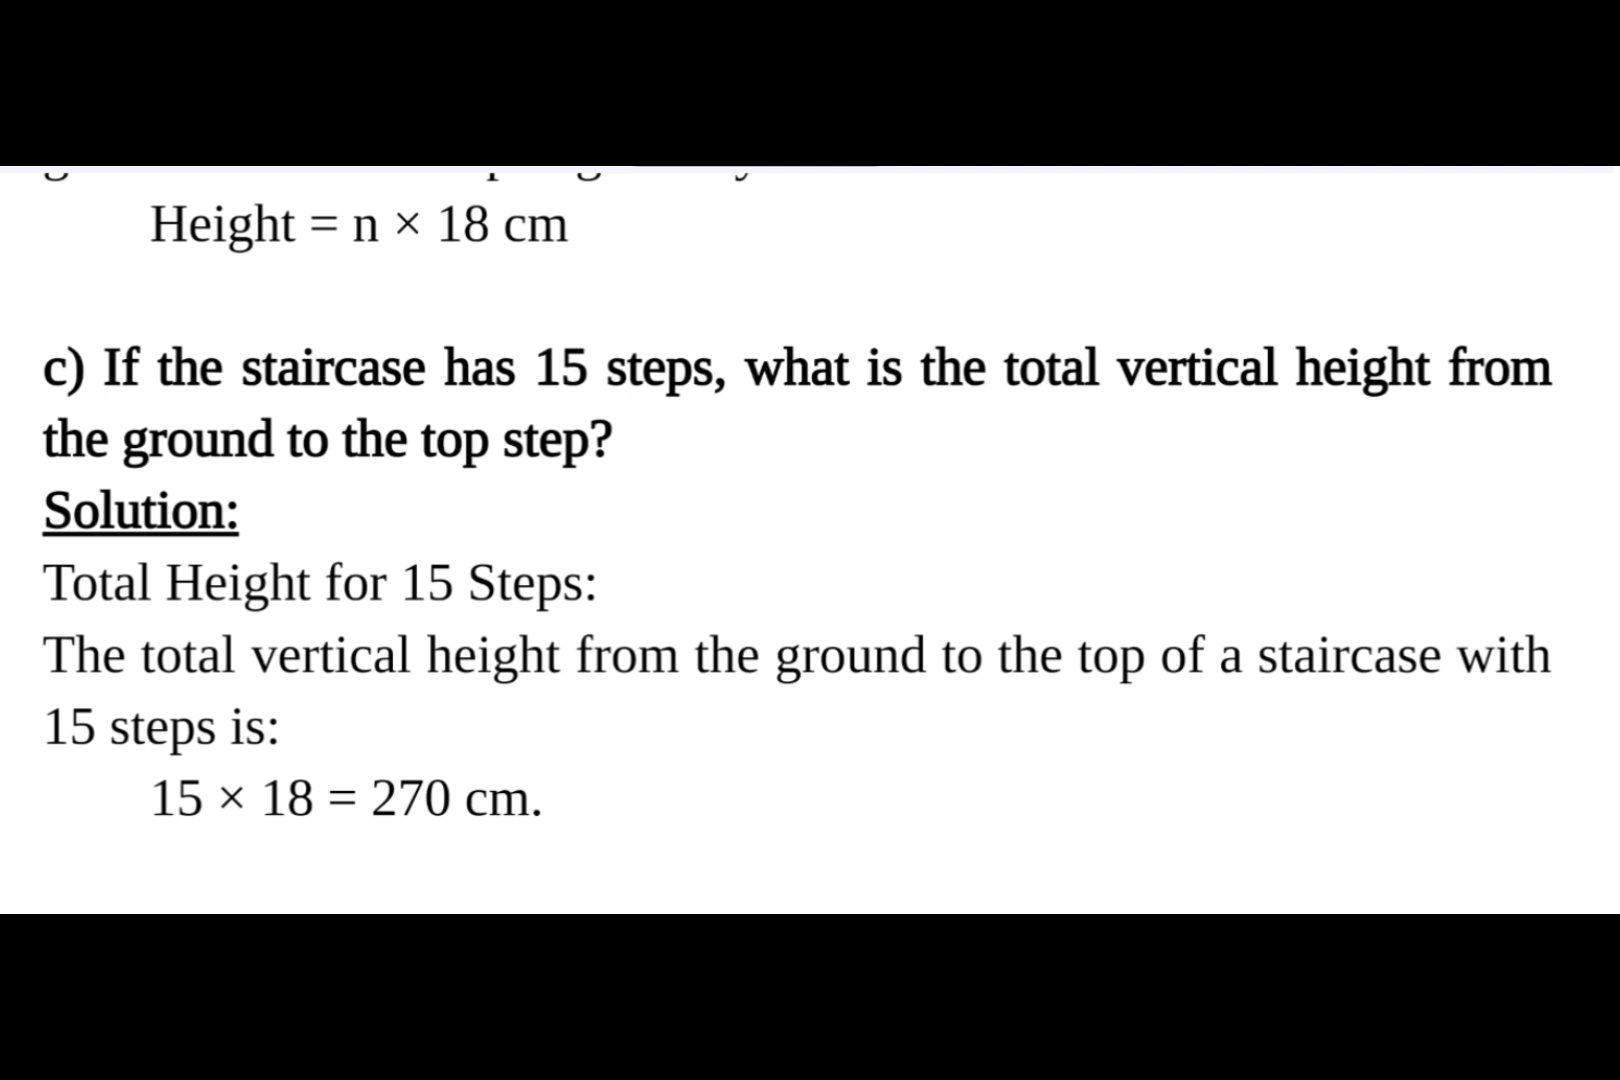 Height = n × 18 cm
c) If the staircase has 15 steps, what is the total vertical height from
the ground to the top step?
Solution:
Total Height for 15 Steps:
The total vertical height from the ground to the top of a staircase with
15 steps is:
15 × 18 = 270 cm.